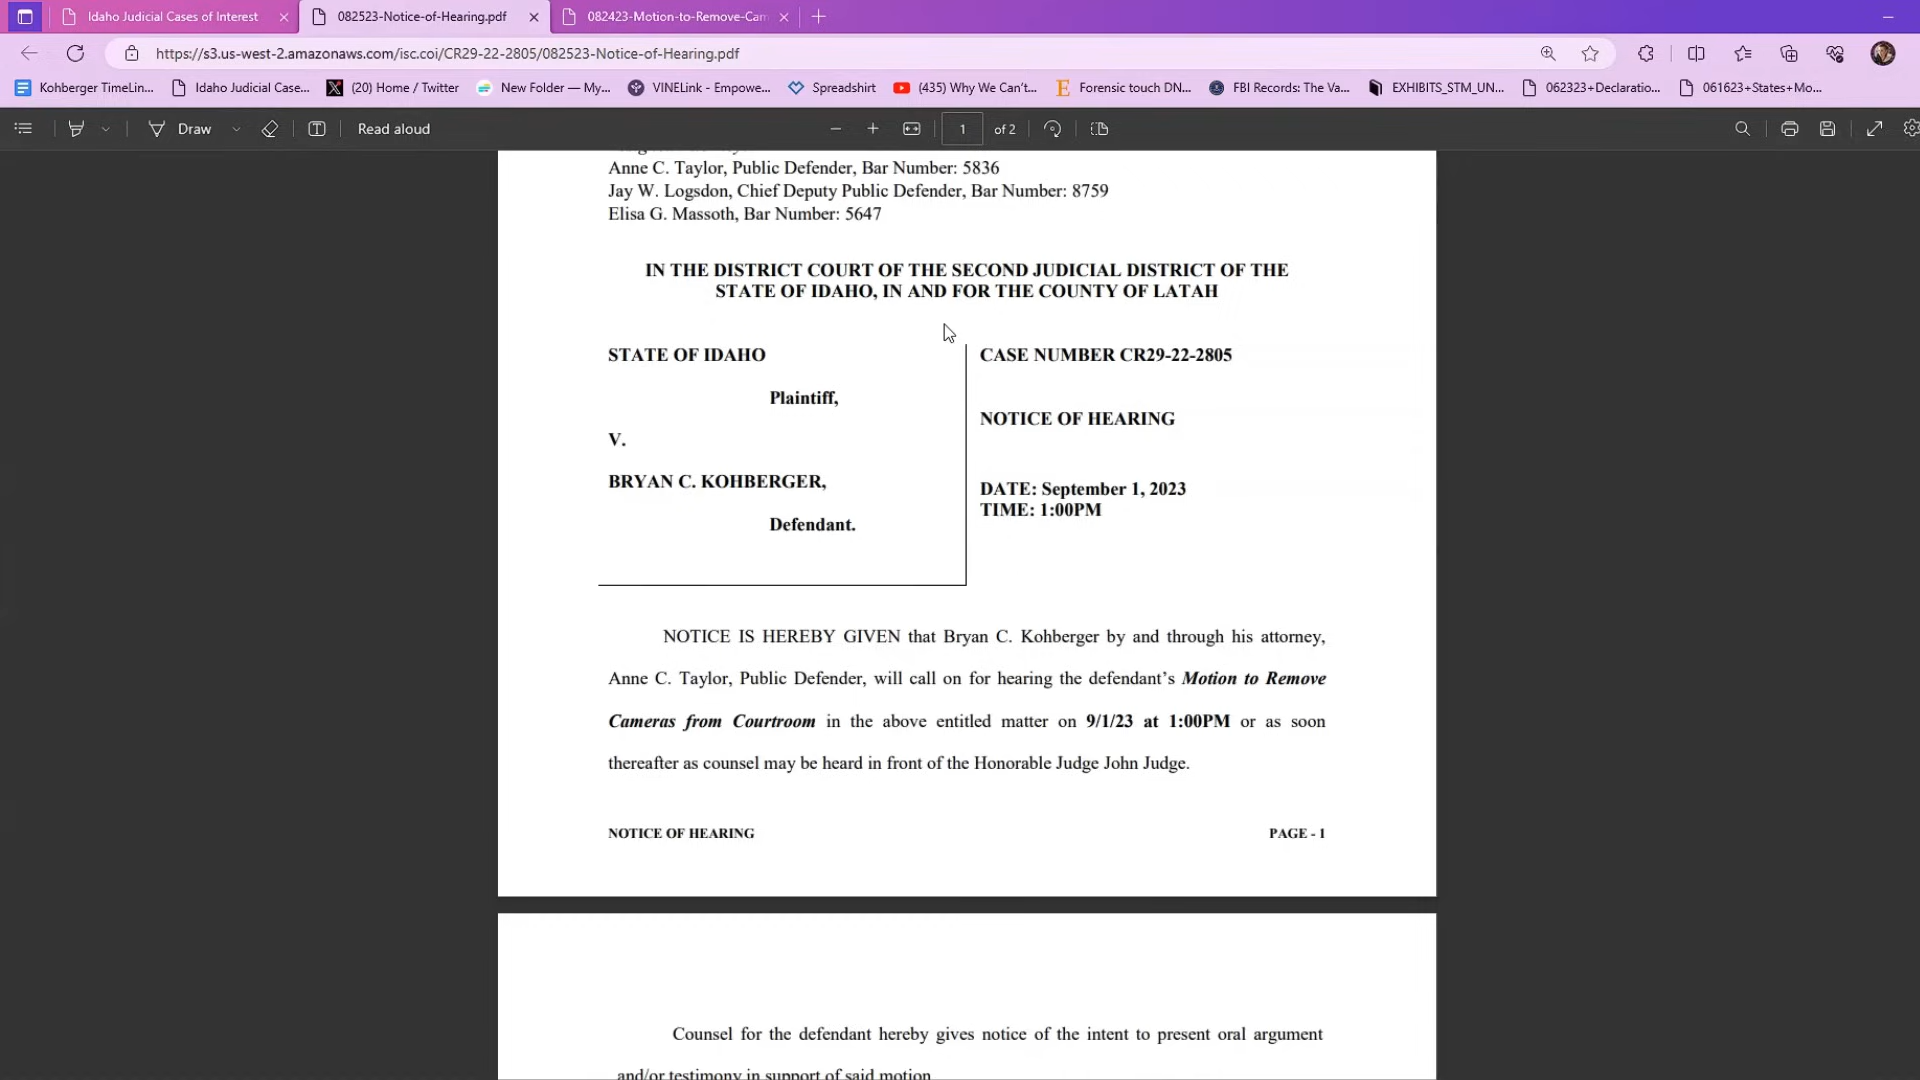 Idaho Judicial Cases of Interest
082523-Notice-of-Hearing.pdf
082423-Motion-to-Remove-Cam
https://s3.us-west-2.amazonaws.com/isc.coi/CR29-22-2805/082523-Notice-of-Hearing.pdf
Kohberger TimeLin...
Idaho Judicial Case...
(20) Home / Twitter
New Folder — My...
VINELink - Empowe...
Spreadshirt
(435) Why We Can't...
Forensic touch DN...
FBI Records: The Va...
EXHIBITS_STM_UN...
062323+Declaratio...
061623+States+Mo...
Draw
Read aloud
1
of 2
Anne C. Taylor, Public Defender, Bar Number: 5836
Jay W. Logsdon, Chief Deputy Public Defender, Bar Number: 8759
Elisa G. Massoth, Bar Number: 5647
IN THE DISTRICT COURT OF THE SECOND JUDICIAL DISTRICT OF THE
STATE OF IDAHO, IN AND FOR THE COUNTY OF LATAH
STATE OF IDAHO
Plaintiff,
V.
BRYAN C. KOHBERGER,
Defendant.
CASE NUMBER CR29-22-2805
NOTICE OF HEARING
DATE: September 1, 2023
TIME: 1:00PM
NOTICE IS HEREBY GIVEN that Bryan C. Kohberger by and through his attorney,
Anne C. Taylor, Public Defender, will call on for hearing the defendant's Motion to Remove
Cameras from Courtroom in the above entitled matter on 9/1/23 at 1:00PM or as soon
thereafter as counsel may be heard in front of the Honorable Judge John Judge.
NOTICE OF HEARING
PAGE - 1
Counsel for the defendant hereby gives notice of the intent to present oral argument
and/or testimony in support of said motion